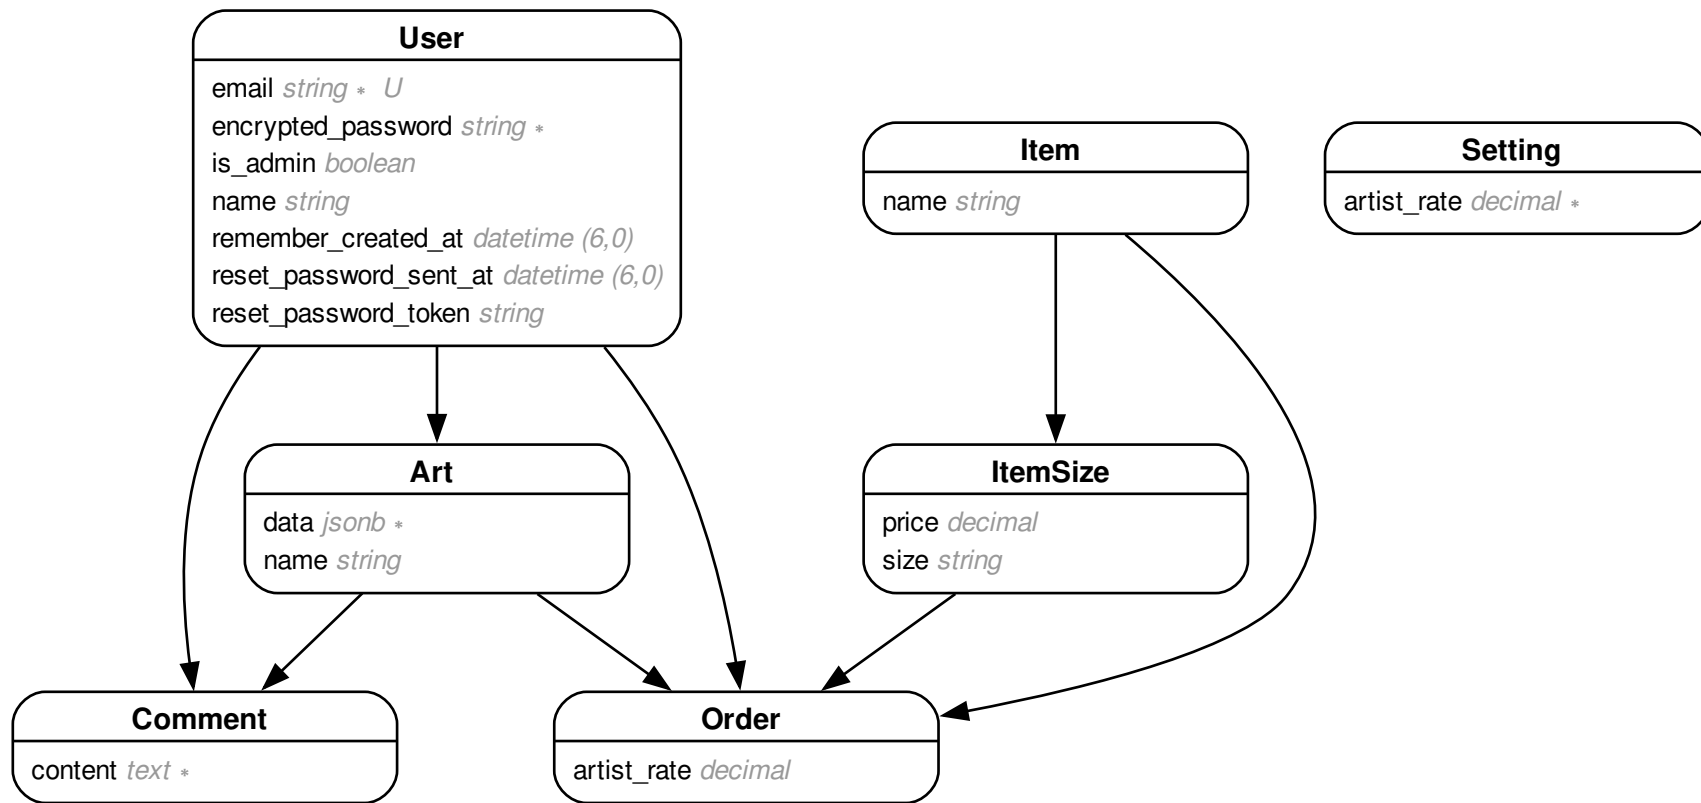 User
email string * U
encrypted_password string *
is_admin boolean
name string
remember_created_at datetime (6,0)
reset_password_sent_at datetime (6,0)
reset_password_token string
Item
name string
Setting
artist_rate decimal *
Art
data jsonb *
name string
ItemSize
price decimal
size string
Comment
content text *
Order
artist_rate decimal